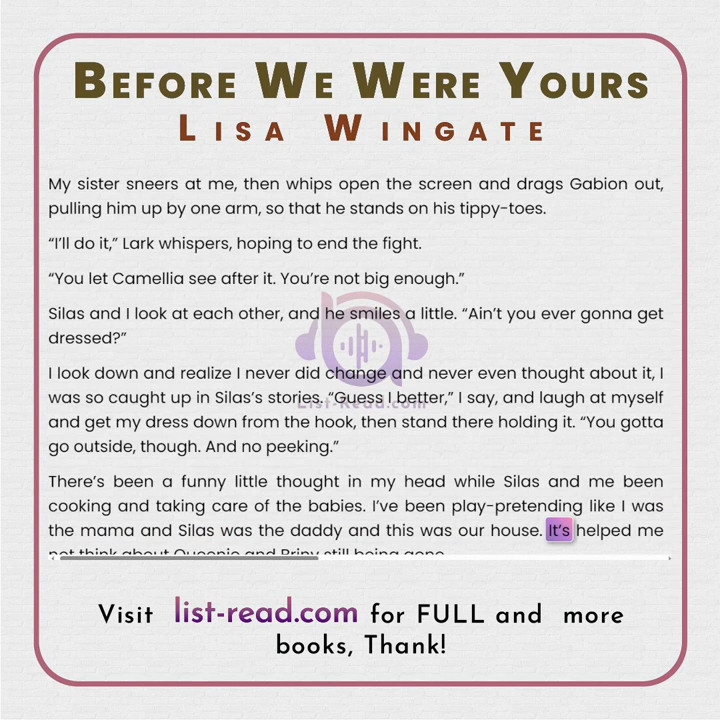 BEFORE WE WERE YOURS
LISA WINGATE
My sister sneers at me, then whips open the screen and drags Gabion out,
pulling him up by one arm, so that he stands on his tippy-toes.
“I’ll do it,” Lark whispers, hoping to end the fight.
“You let Camellia see after it. You’re not big enough.”
Silas and I look at each other, and he smiles a little. “Ain’t you ever gonna get
dressed?”
I look down and realize I never did change and never even thought about it, I
was so caught up in Silas’s stories. “Guess I better,” I say, and laugh at myself
List-Read.com
and get my dress down from the hook, then stand there holding it. “You gotta
go outside, though. And no peeking.”
There’s been a funny little thought in my head while Silas and me been
cooking and taking care of the babies. I’ve been play-pretending like I was
the mama and Silas was the daddy and this was our house. It’s helped me
not think about Queenie and Briny still being gone.
Visit list-read.com for FULL and more
books, Thank!